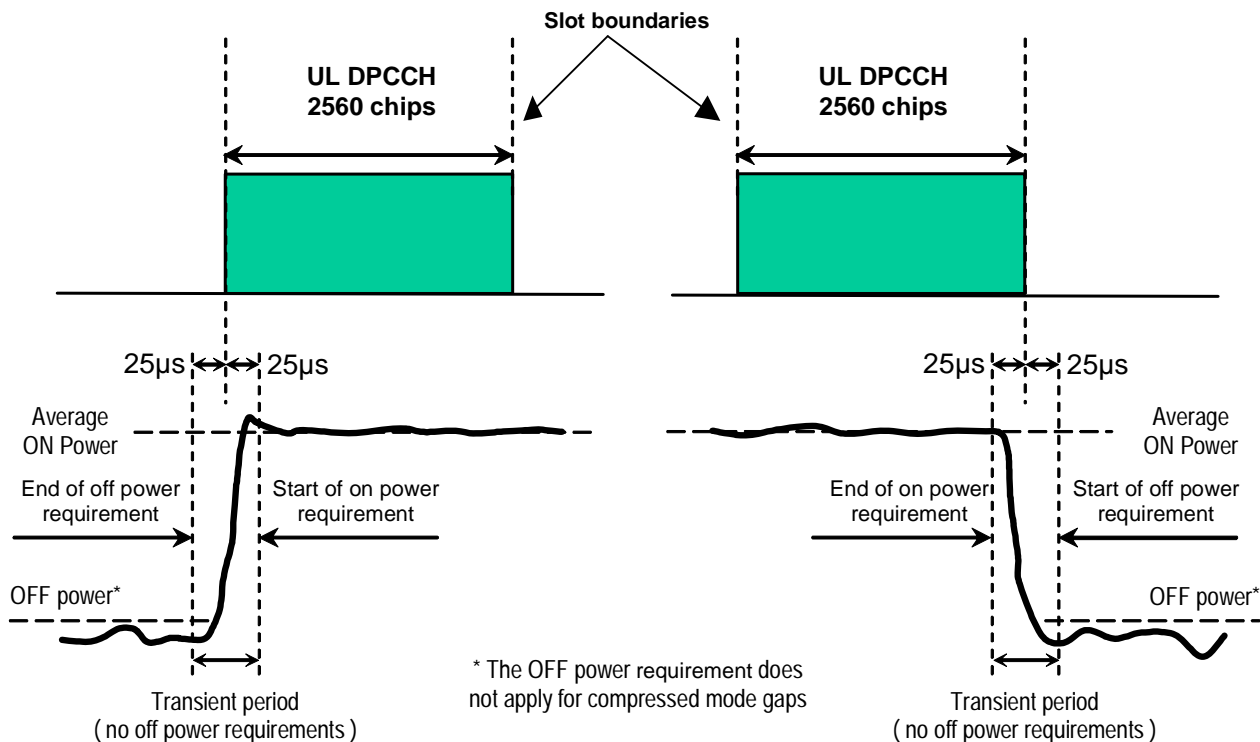 Slot boundaries
UL DPCCH
2560 chips
UL DPCCH
2560 chips
25µs
25µs
25µs
25µs
Average
ON Power
Average
ON Power
End of off power
requirement
Start of on power
requirement
End of on power
requirement
Start of off power
requirement
OFF power*
OFF power*
* The OFF power requirement does
not apply for compressed mode gaps
Transient period
( no off power requirements )
Transient period
( no off power requirements )